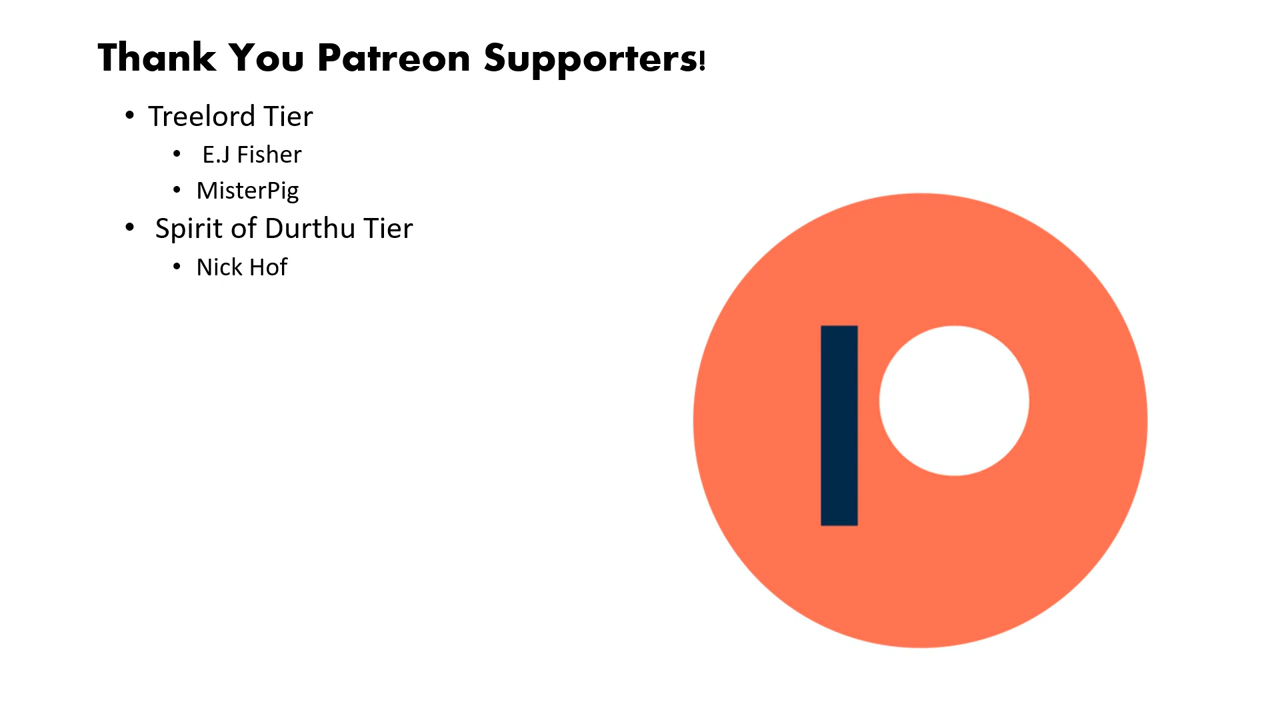 Thank You Patreon Supporters!
• Treelord Tier
• E.J Fisher
• MisterPig
• Spirit of Durthu Tier
• Nick Hof